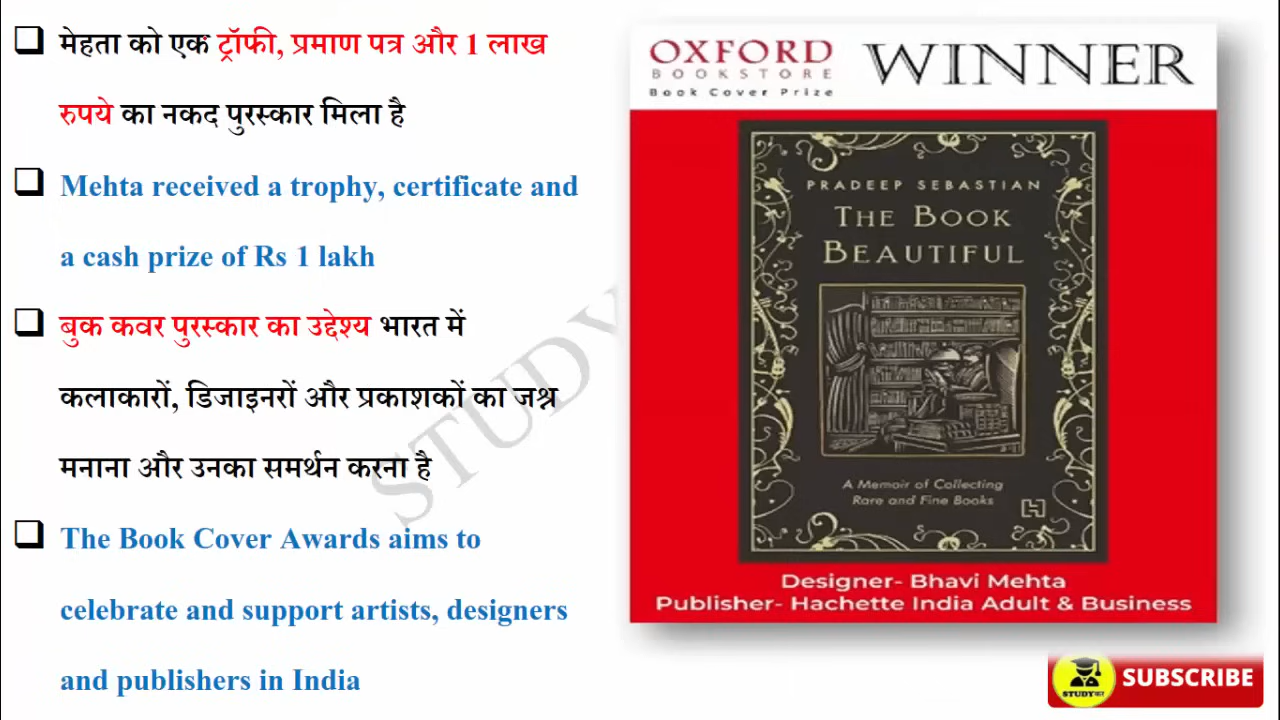 मेहता को एक ट्रॉफी, प्रमाण पत्र और 1 लाख
रुपये का नकद पुरस्कार मिला है
Mehta received a trophy, certificate and
a cash prize of Rs 1 lakh
बुक कवर पुरस्कार का उद्देश्य भारत में
कलाकारों, डिजाइनरों और प्रकाशकों का जश्न
मनाना और उनका समर्थन करना है
The Book Cover Awards aims to
celebrate and support artists, designers
and publishers in India
STUDY
OXFORD
BOOKSTORE
Book Cover Prize
WINNER
PRADEEP SEBASTIAN
THE BOOK
BEAUTIFUL
A Memoir of Collecting
Rare and Fine Books
Designer- Bhavi Mehta
Publisher- Hachette India Adult & Business
STUDYपर
SUBSCRIBE